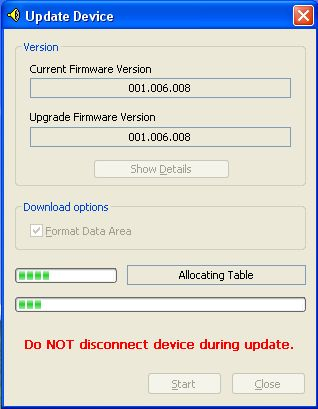 Update Device
Version
Current Firmware Version
001.006.008
Upgrade Firmware Version
001.006.008
Show Details
Download options
Format Data Area
Allocating Table
Do NOT disconnect device during update.
Start Close